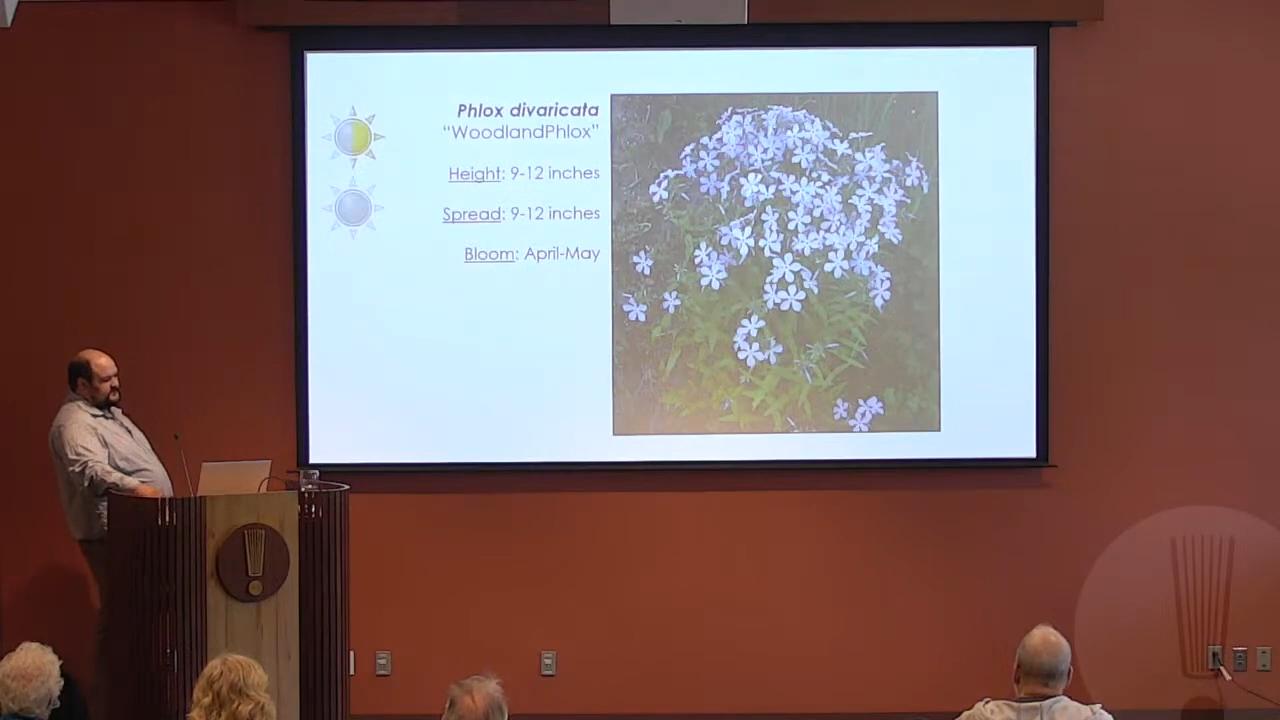 Phlox divaricata
“WoodlandPhlox”
Height: 9-12 inches
Spread: 9-12 inches
Bloom: April-May